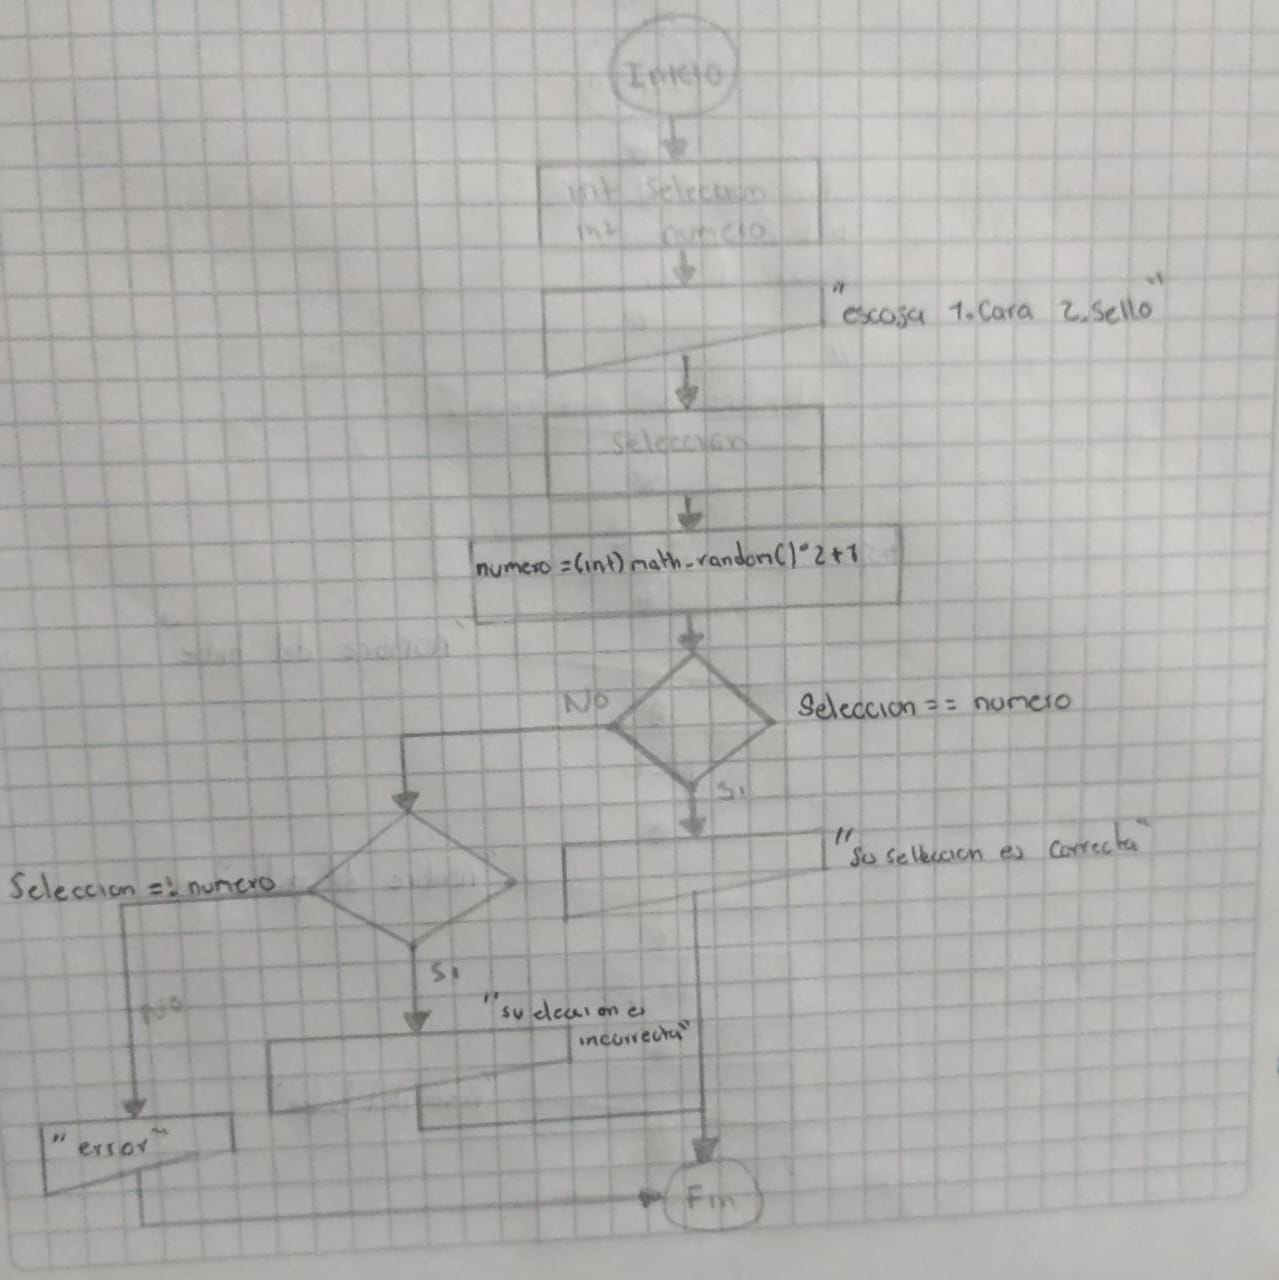 Inicio
int Seleccion
int numero
"escoja 1.Cara 2.Sello"
Seleccion
numero =(int) math-random()*2+1
No
Seleccion == numero
Si
"Su seleccion es correcta"
Seleccion =! numero
Si
No
"su eleccion es
incorrecta"
"error"
Fin